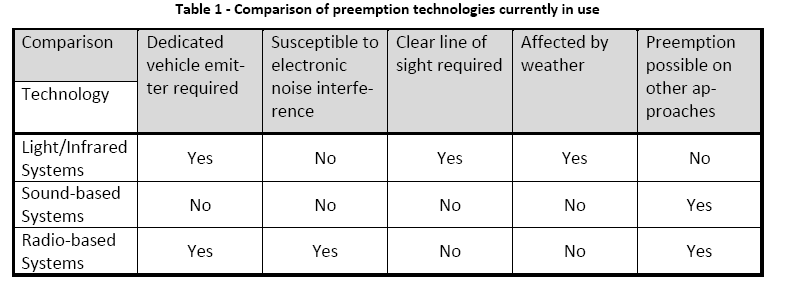 Table 1 - Comparison of preemption technologies currently in use
Comparison
Technology
Dedicated
vehicle emit-
ter required
Susceptible to
electronic
noise interfe-
rence
Clear line of
sight required
Affected by
weather
Preemption
possible on
other ap-
proaches
Light/Infrared
Systems
Yes
No
Yes
Yes
No
Sound-based
Systems
No
No
No
No
Yes
Radio-based
Systems
Yes
Yes
No
No
Yes